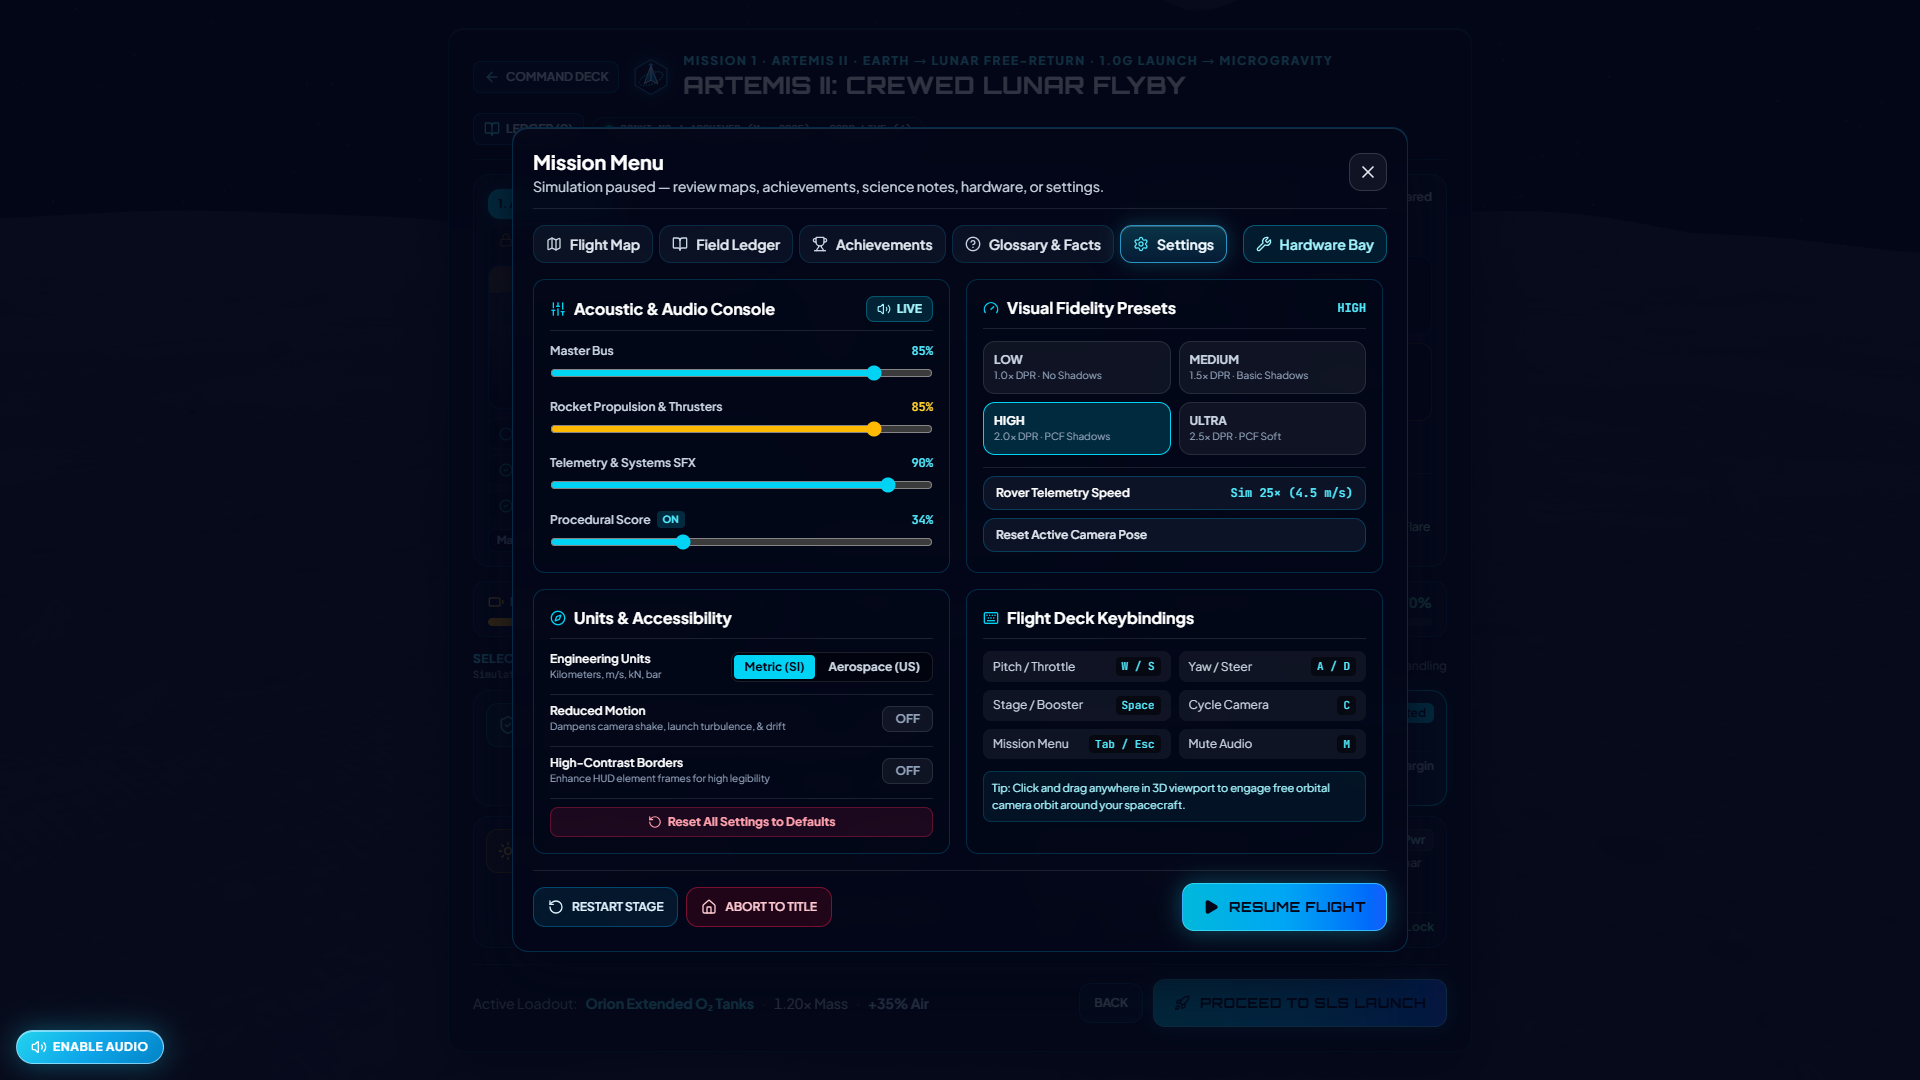 COMMAND DECK
MISSION 1 · ARTEMIS II · EARTH → LUNAR FREE-RETURN · 1.0G LAUNCH → MICROGRAVITY
ARTEMIS II: CREWED LUNAR FLYBY
Mission Menu
Simulation paused — review maps, achievements, science notes, hardware, or settings.
Flight Map
Field Ledger
Achievements
Glossary & Facts
Settings
Hardware Bay
Acoustic & Audio Console
LIVE
Master Bus
85%
Rocket Propulsion & Thrusters
85%
Telemetry & Systems SFX
90%
Procedural Score ON
34%
Visual Fidelity Presets
HIGH
LOW
1.0× DPR · No Shadows
MEDIUM
1.5× DPR · Basic Shadows
HIGH
2.0× DPR · PCF Shadows
ULTRA
2.5× DPR · PCF Soft
Rover Telemetry Speed
Sim 25× (4.5 m/s)
Reset Active Camera Pose
Units & Accessibility
Engineering Units
Kilometers, m/s, kN, bar
Metric (SI)
Aerospace (US)
Reduced Motion
Dampens camera shake, launch turbulence, & drift
OFF
High-Contrast Borders
Enhance HUD element frames for high legibility
OFF
Reset All Settings to Defaults
Flight Deck Keybindings
Pitch / Throttle
W / S
Yaw / Steer
A / D
Stage / Booster
Space
Cycle Camera
C
Mission Menu
Tab / Esc
Mute Audio
M
Tip: Click and drag anywhere in 3D viewport to engage free orbital
camera orbit around your spacecraft.
RESTART STAGE
ABORT TO TITLE
RESUME FLIGHT
Active Loadout: Orion Extended O₂ Tanks · 1.20× Mass · +35% Air
BACK
PROCEED TO SLS LAUNCH
ENABLE AUDIO